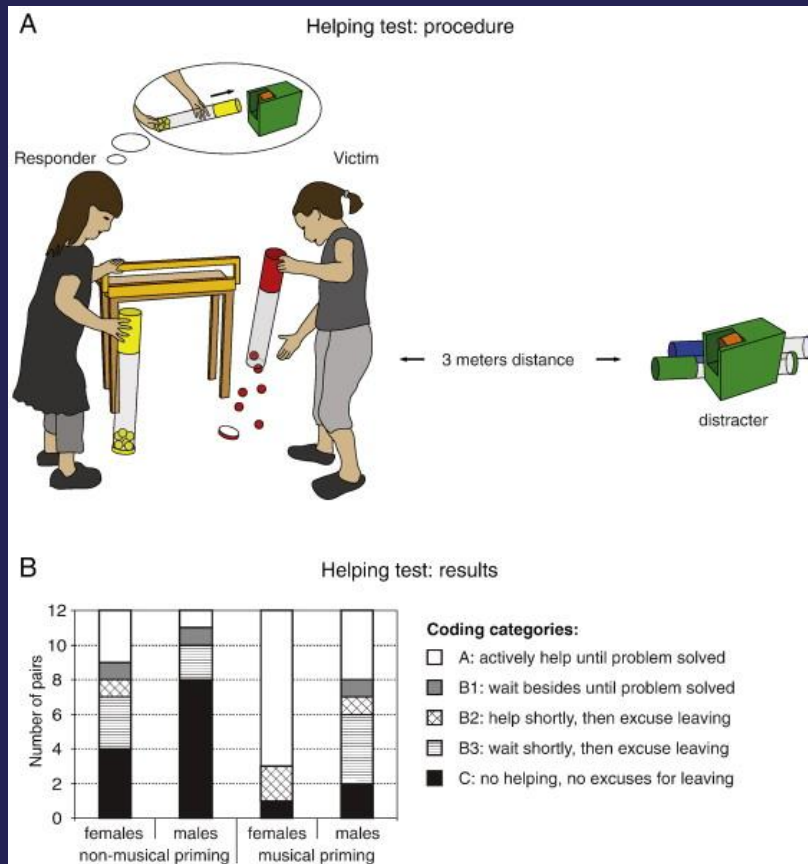 A
Helping test: procedure
Responder
Victim
3 meters distance
distracter
B
Helping test: results
Number of pairs
12
10
8
6
4
2
0
females males females males
non-musical priming musical priming
Coding categories:
A: actively help until problem solved
B1: wait besides until problem solved
B2: help shortly, then excuse leaving
B3: wait shortly, then excuse leaving
C: no helping, no excuses for leaving